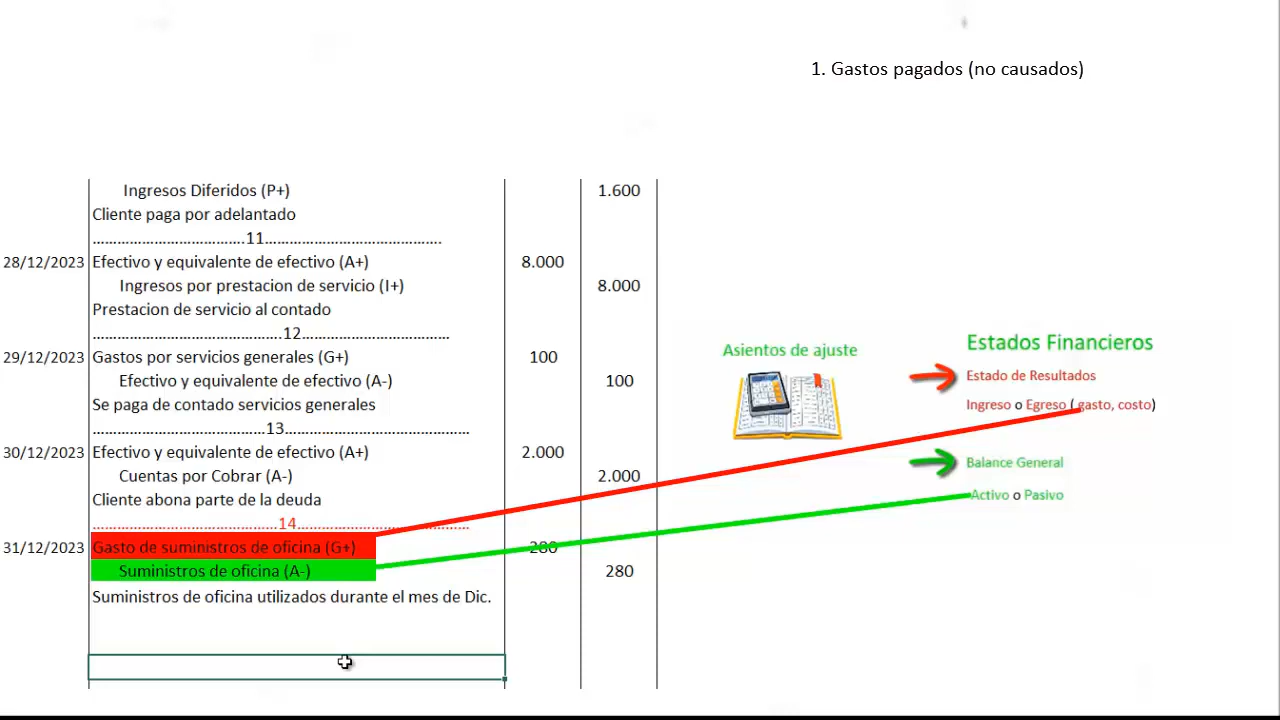 1. Gastos pagados (no causados)
Ingresos Diferidos (P+) 1.600
Cliente paga por adelantado
……………………………….11…………………………………….
28/12/2023 Efectivo y equivalente de efectivo (A+) 8.000
Ingresos por prestacion de servicio (I+) 8.000
Prestacion de servicio al contado
……………………………………….12………………………………
29/12/2023 Gastos por servicios generales (G+) 100
Efectivo y equivalente de efectivo (A-) 100
Se paga de contado servicios generales
……………………………………13………………………………………
30/12/2023 Efectivo y equivalente de efectivo (A+) 2.000
Cuentas por Cobrar (A-) 2.000
Cliente abona parte de la deuda
………………………………………14……………………………………
31/12/2023 Gasto de suministros de oficina (G+) 280
Suministros de oficina (A-) 280
Suministros de oficina utilizados durante el mes de Dic.
Asientos de ajuste
Estados Financieros
Estado de Resultados
Ingreso o Egreso ( gasto, costo)
Balance General
Activo o Pasivo